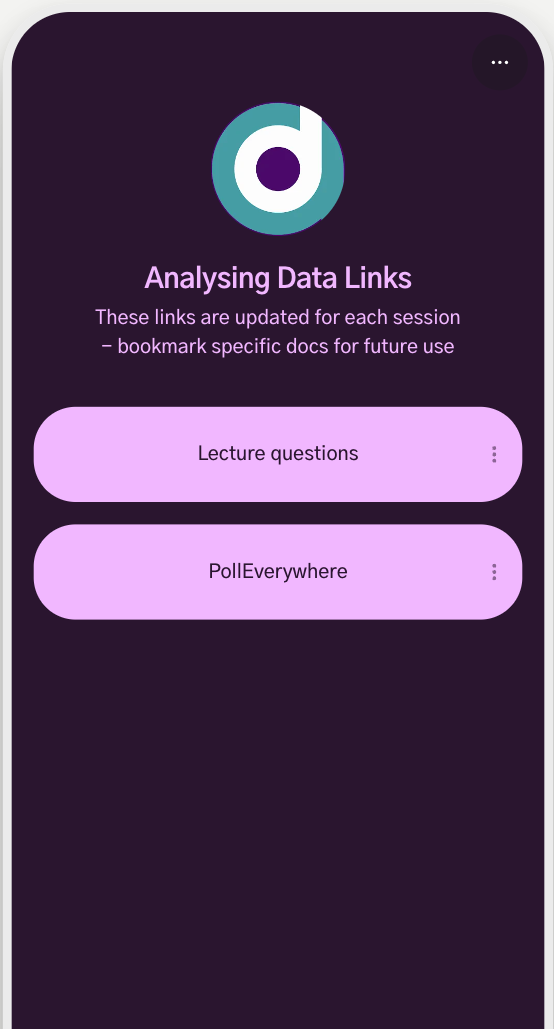 Analysing Data Links
These links are updated for each session
– bookmark specific docs for future use
Lecture questions
PollEverywhere